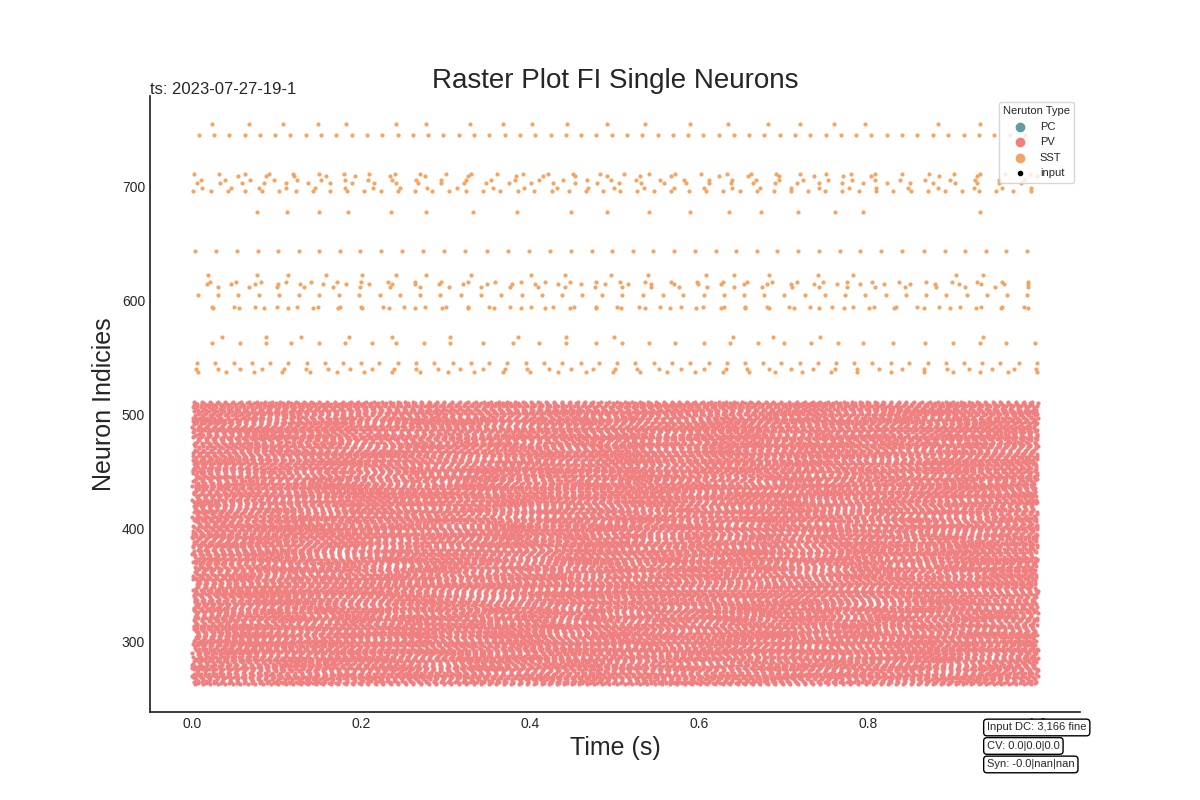 Raster Plot FI Single Neurons
ts: 2023-07-27-19-1
Neruton Type
PC
PV
SST
input
700
600
500
400
300
Neuron Indicies
0.0
0.2
0.4
0.6
0.8
Time (s)
Input DC: 3,166 fine
CV: 0.0|0.0|0.0
Syn: -0.0|nan|nan